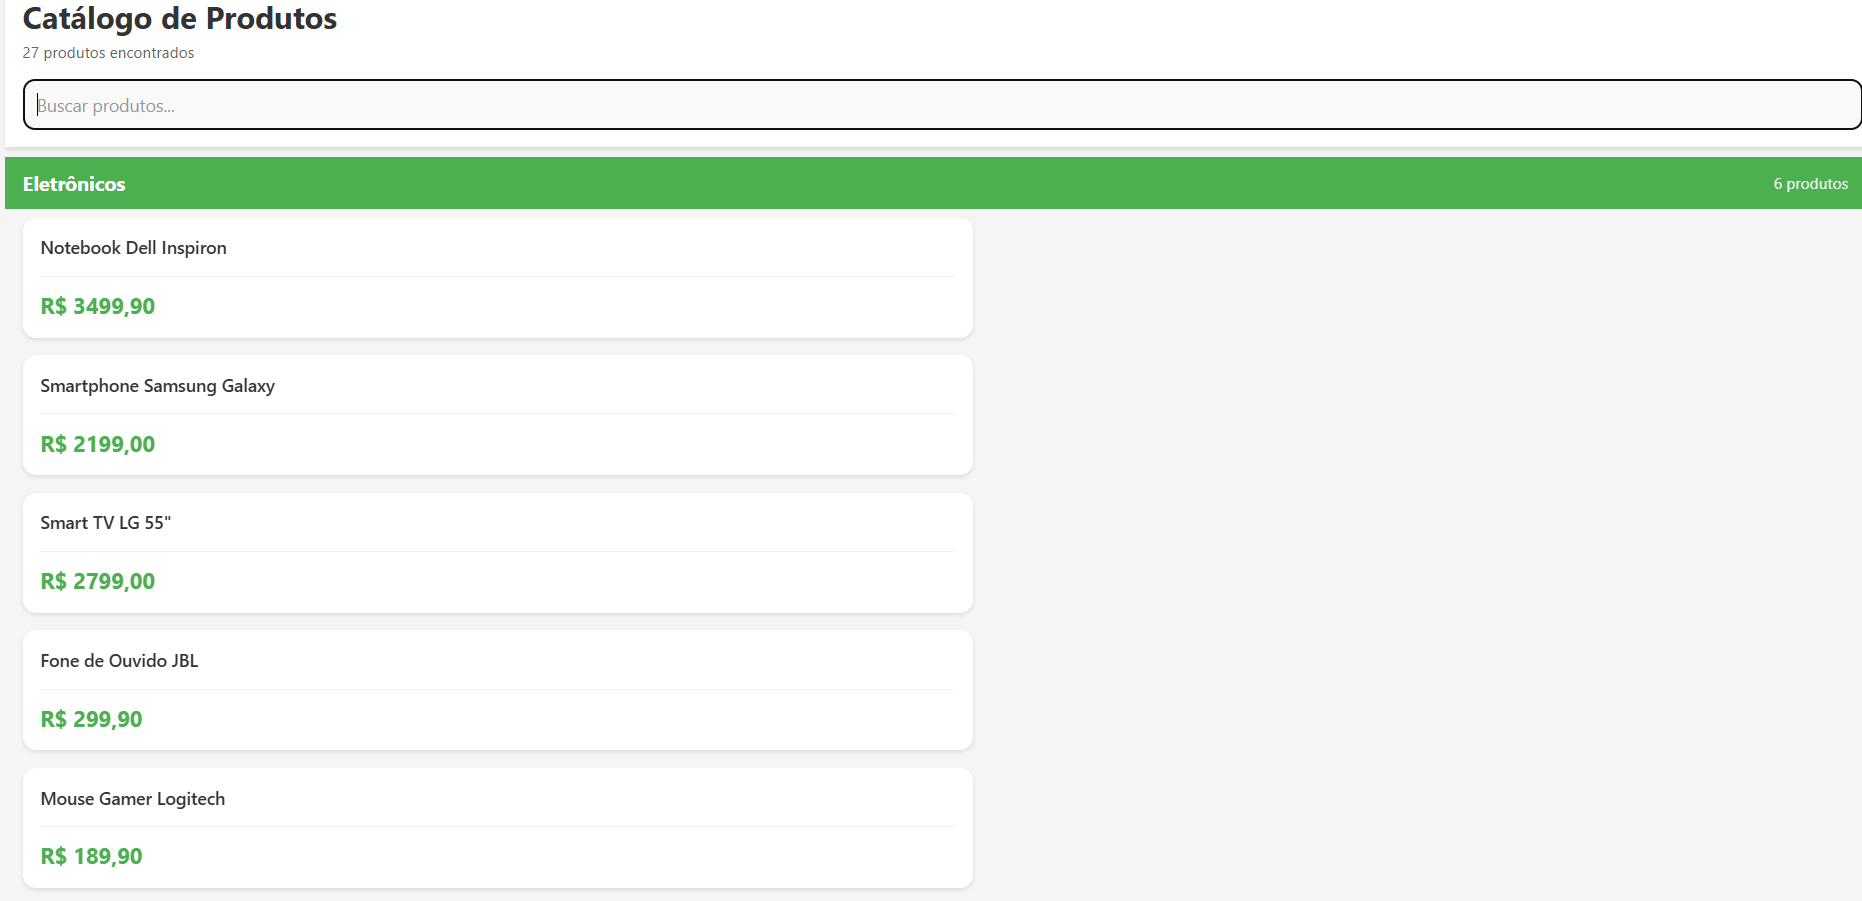 Catálogo de Produtos
27 produtos encontrados
Buscar produtos...
Eletrônicos
6 produtos
Notebook Dell Inspiron
R$ 3499,90
Smartphone Samsung Galaxy
R$ 2199,00
Smart TV LG 55"
R$ 2799,00
Fone de Ouvido JBL
R$ 299,90
Mouse Gamer Logitech
R$ 189,90